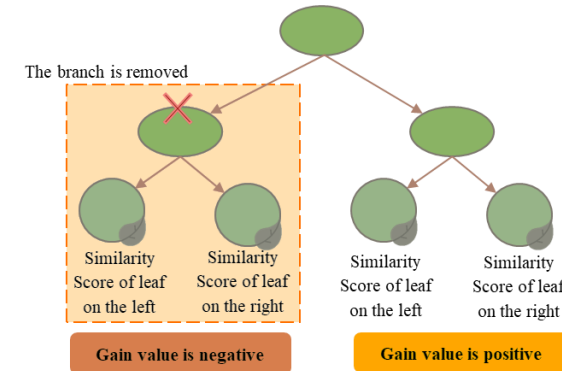 The branch is removed
Similarity
Score of leaf
on the left
Similarity
Score of leaf
on the right
Similarity
Score of leaf
on the left
Similarity
Score of leaf
on the right
Gain value is negative
Gain value is positive